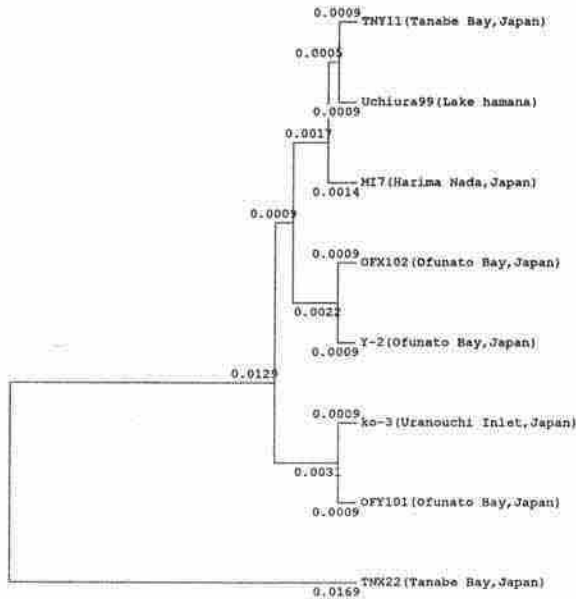 0.0009
TNY11(Tanabe Bay,Japan)
0.0005
0.0009
Uchiura99(Lake hamana)
0.0017
0.0014
MI7(Harima Nada,Japan)
0.0009
0.0009
OFX102(Ofunato Bay,Japan)
0.0022
0.0009
Y-2(Ofunato Bay,Japan)
0.0129
0.0009
ko-3(Uranouchi Inlet,Japan)
0.0031
0.0009
OFY101(Ofunato Bay,Japan)
0.0169
TNX22(Tanabe Bay,Japan)